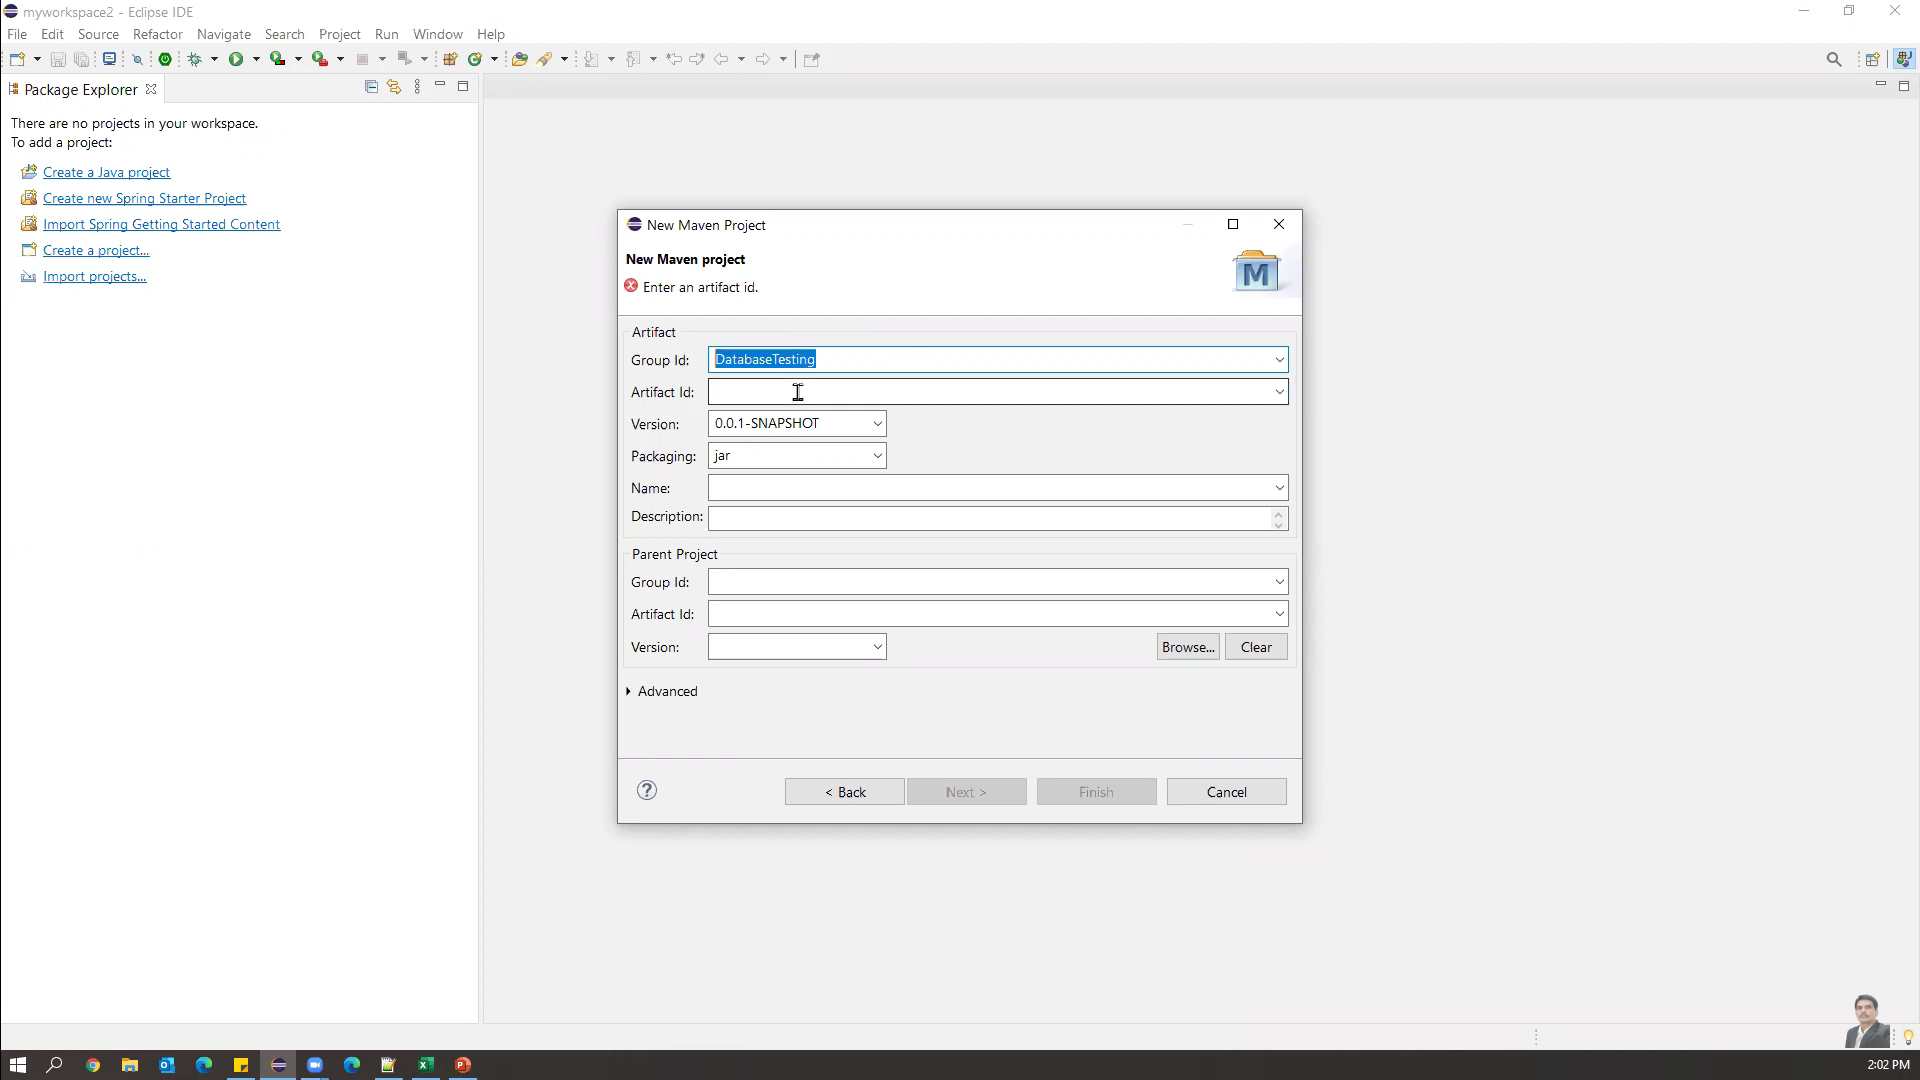 myworkspace2 - Eclipse IDE
File Edit Source Refactor Navigate Search Project Run Window Help
Package Explorer
There are no projects in your workspace.
To add a project:
Create a Java project
Create new Spring Starter Project
Import Spring Getting Started Content
Create a project...
Import projects...
New Maven Project
New Maven project
Enter an artifact id.
M
Artifact
Group Id: DatabaseTesting
Artifact Id:
Version: 0.0.1-SNAPSHOT
Packaging: jar
Name:
Description:
Parent Project
Group Id:
Artifact Id:
Version: Browse... Clear
Advanced
? < Back Next > Finish Cancel
2:02 PM